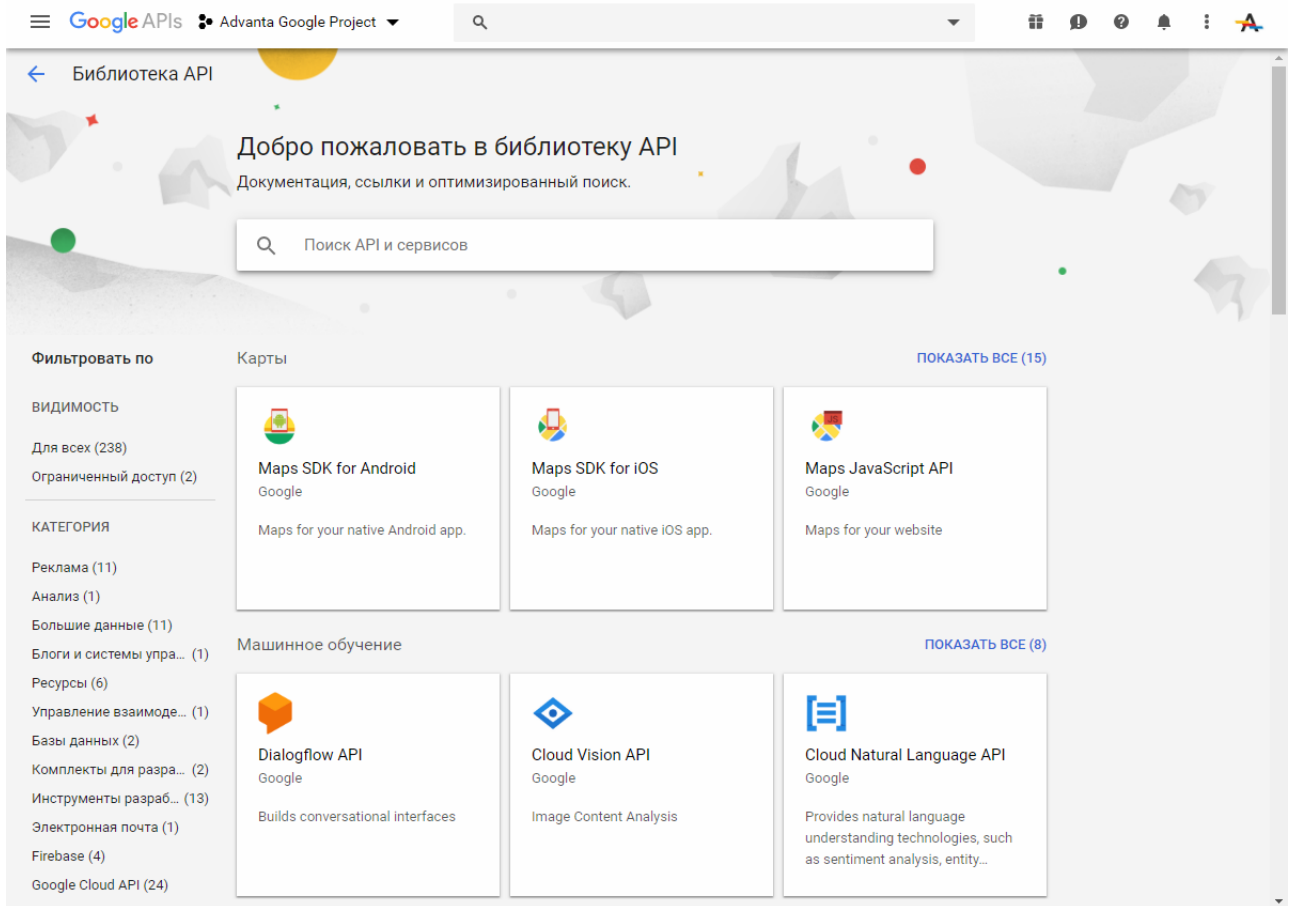 Google APIs Advanta Google Project
Библиотека API
Добро пожаловать в библиотеку API
Документация, ссылки и оптимизированный поиск.
Поиск API и сервисов
Фильтровать по
ВИДИМОСТЬ
Для всех (238)
Ограниченный доступ (2)
КАТЕГОРИЯ
Реклама (11)
Анализ (1)
Большие данные (11)
Блоги и системы упра... (1)
Ресурсы (6)
Управление взаимоде... (1)
Базы данных (2)
Комплекты для разра... (2)
Инструменты разраб... (13)
Электронная почта (1)
Firebase (4)
Google Cloud API (24)
Карты
ПОКАЗАТЬ ВСЕ (15)
Maps SDK for Android
Google
Maps for your native Android app.
Maps SDK for iOS
Google
Maps for your native iOS app.
JS
Maps JavaScript API
Google
Maps for your website
Машинное обучение
ПОКАЗАТЬ ВСЕ (8)
Dialogflow API
Google
Builds conversational interfaces
Cloud Vision API
Google
Image Content Analysis
Cloud Natural Language API
Google
Provides natural language
understanding technologies, such
as sentiment analysis, entity...